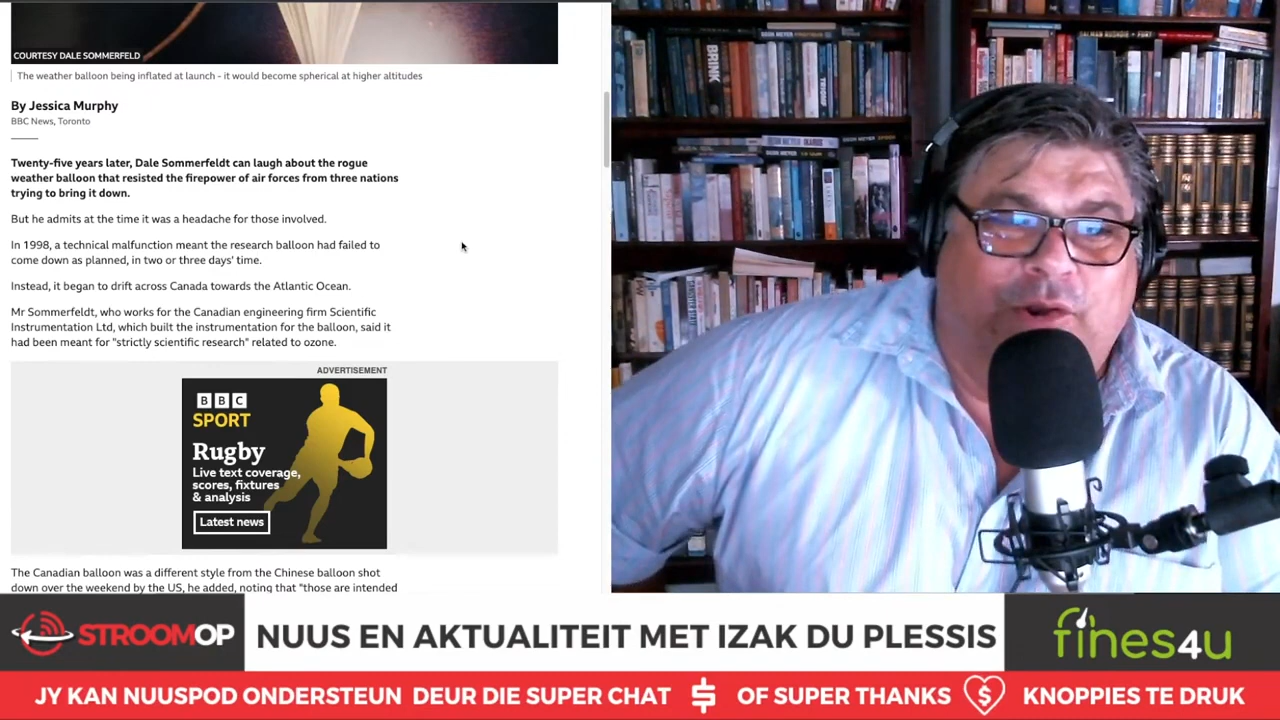 COURTESY DALE SOMMERFELD
The weather balloon being inflated at launch - it would become spherical at higher altitudes
By Jessica Murphy
BBC News, Toronto
Twenty-five years later, Dale Sommerfeldt can laugh about the rogue
weather balloon that resisted the firepower of air forces from three nations
trying to bring it down.
But he admits at the time it was a headache for those involved.
In 1998, a technical malfunction meant the research balloon had failed to
come down as planned, in two or three days' time.
Instead, it began to drift across Canada towards the Atlantic Ocean.
Mr Sommerfeldt, who works for the Canadian engineering firm Scientific
Instrumentation Ltd, which built the instrumentation for the balloon, said it
had been meant for "strictly scientific research" related to ozone.
ADVERTISEMENT
BBC
SPORT
Rugby
Live text coverage,
scores, fixtures
& analysis
Latest news
The Canadian balloon was a different style from the Chinese balloon shot
down over the weekend by the US, he added, noting that "those are intended
BRINK
STROOMOP
NUUS EN AKTUALITEIT MET IZAK DU PLESSIS
fines4u
JY KAN NUUSPOD ONDERSTEUN DEUR DIE SUPER CHAT $ OF SUPER THANKS $ KNOPPIES TE DRUK